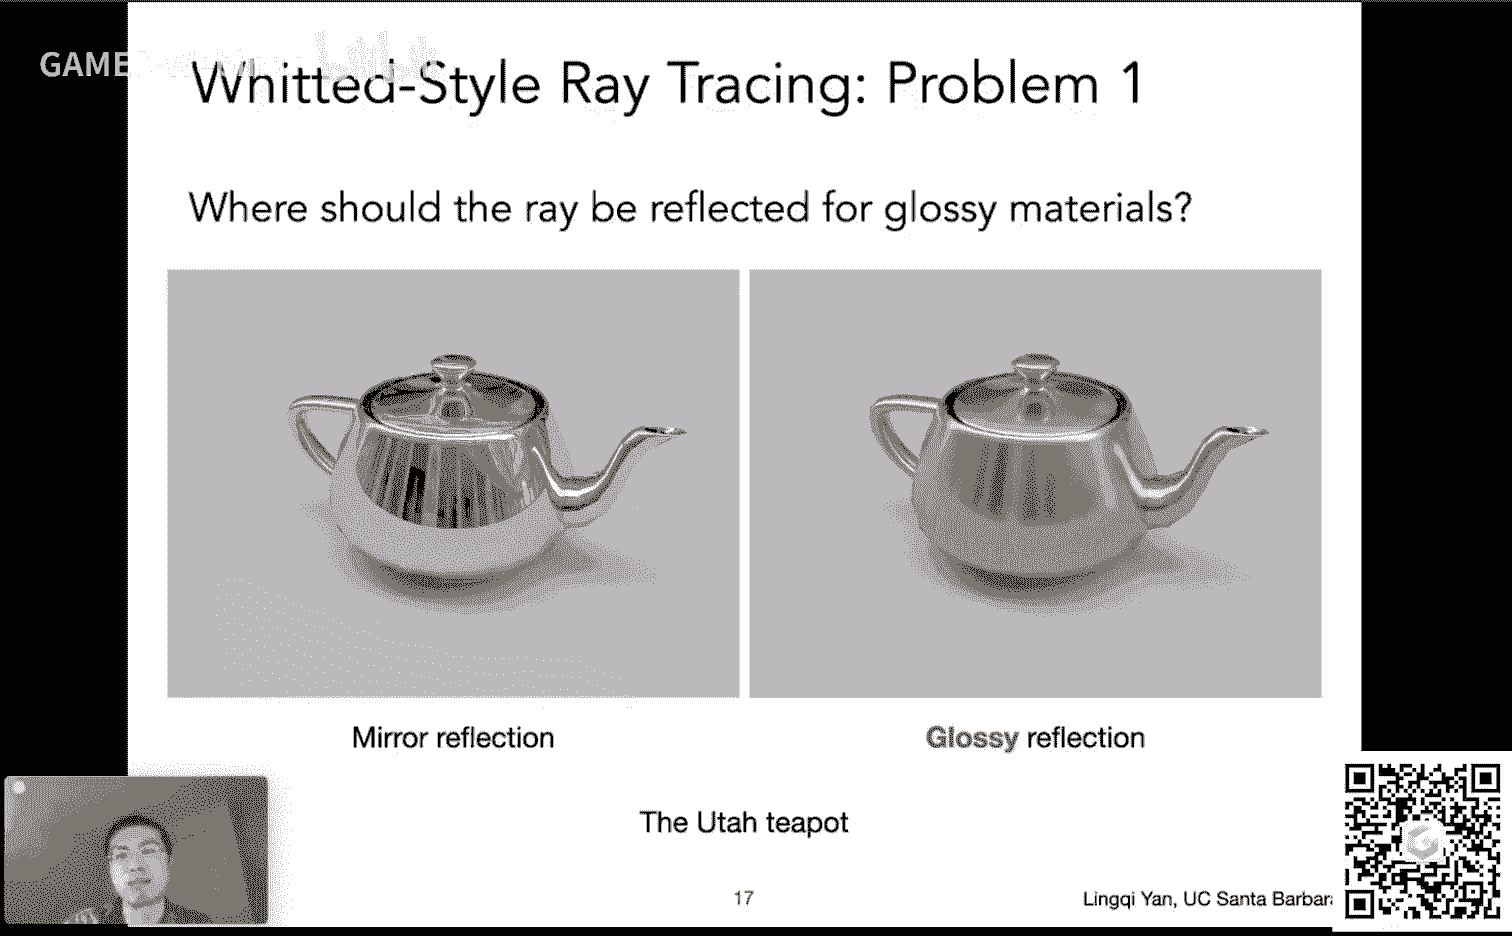 GAME
Whitted-Style Ray Tracing: Problem 1
Where should the ray be reflected for glossy materials?
Mirror reflection
Glossy reflection
The Utah teapot
17
Lingqi Yan, UC Santa Barbara